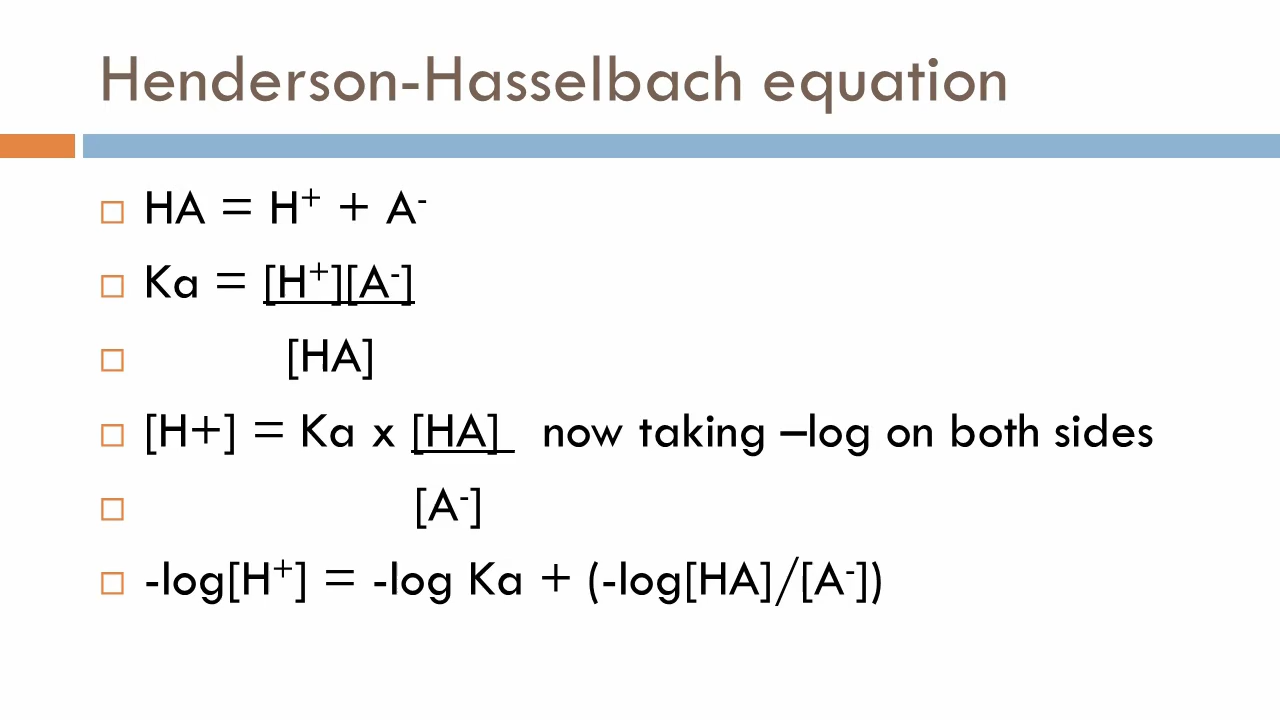 Henderson-Hasselbach equation
HA = H⁺ + A⁻
Ka = [H⁺][A⁻]
[HA]
[H+] = Ka x [HA] now taking –log on both sides
[A⁻]
-log[H⁺] = -log Ka + (-log[HA]/[A⁻])